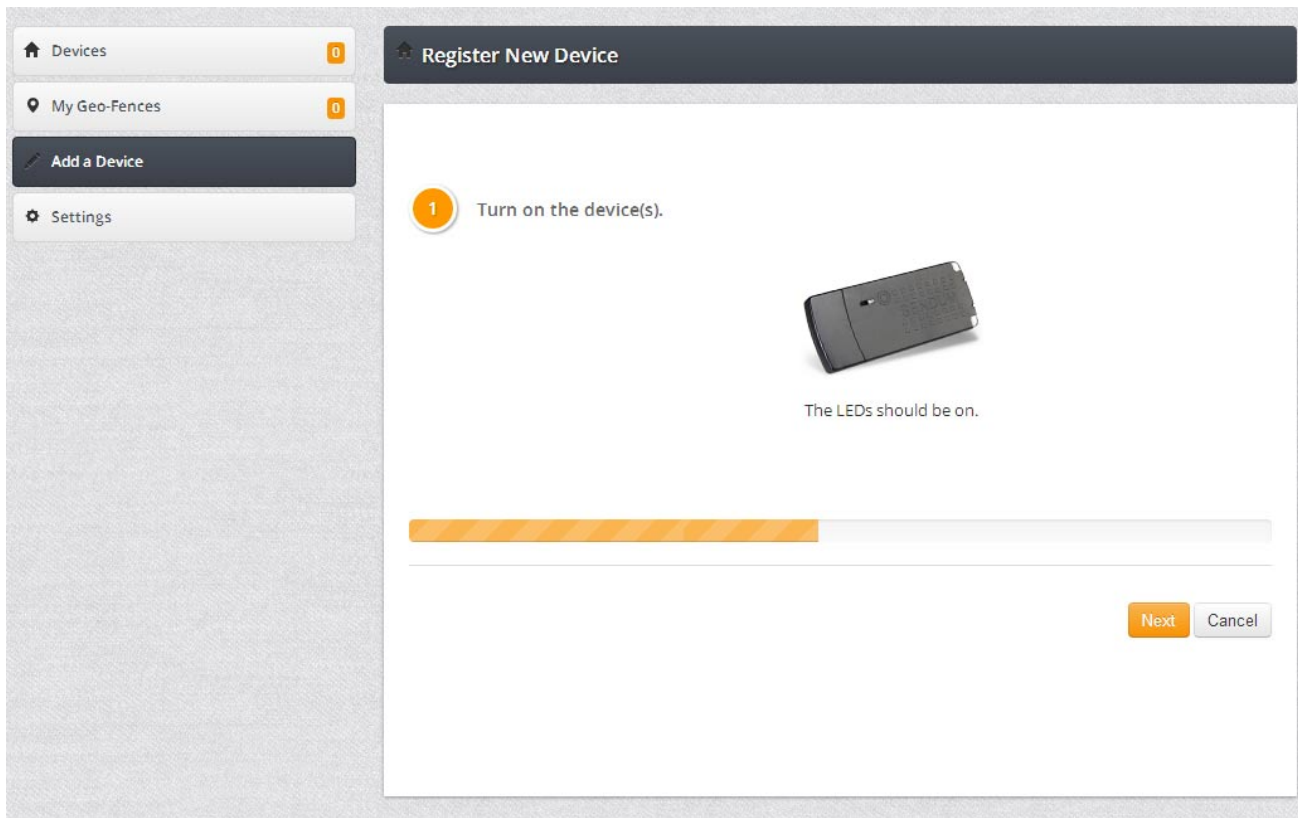 Devices
0
My Geo-Fences
0
Add a Device
Settings
Register New Device
1
Turn on the device(s).
SENDUM
The LEDs should be on.
Next
Cancel